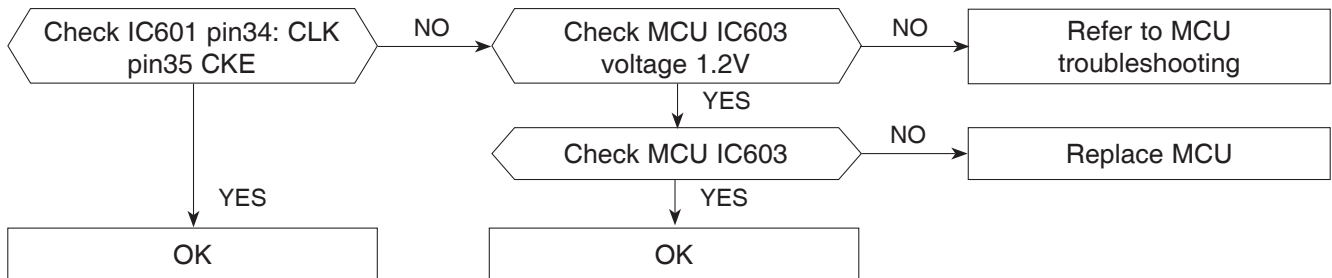 Check IC601 pin34: CLK
pin35 CKE
NO
Check MCU IC603
voltage 1.2V
NO
Refer to MCU
troubleshooting
YES
Check MCU IC603
NO
Replace MCU
YES
YES
OK
OK